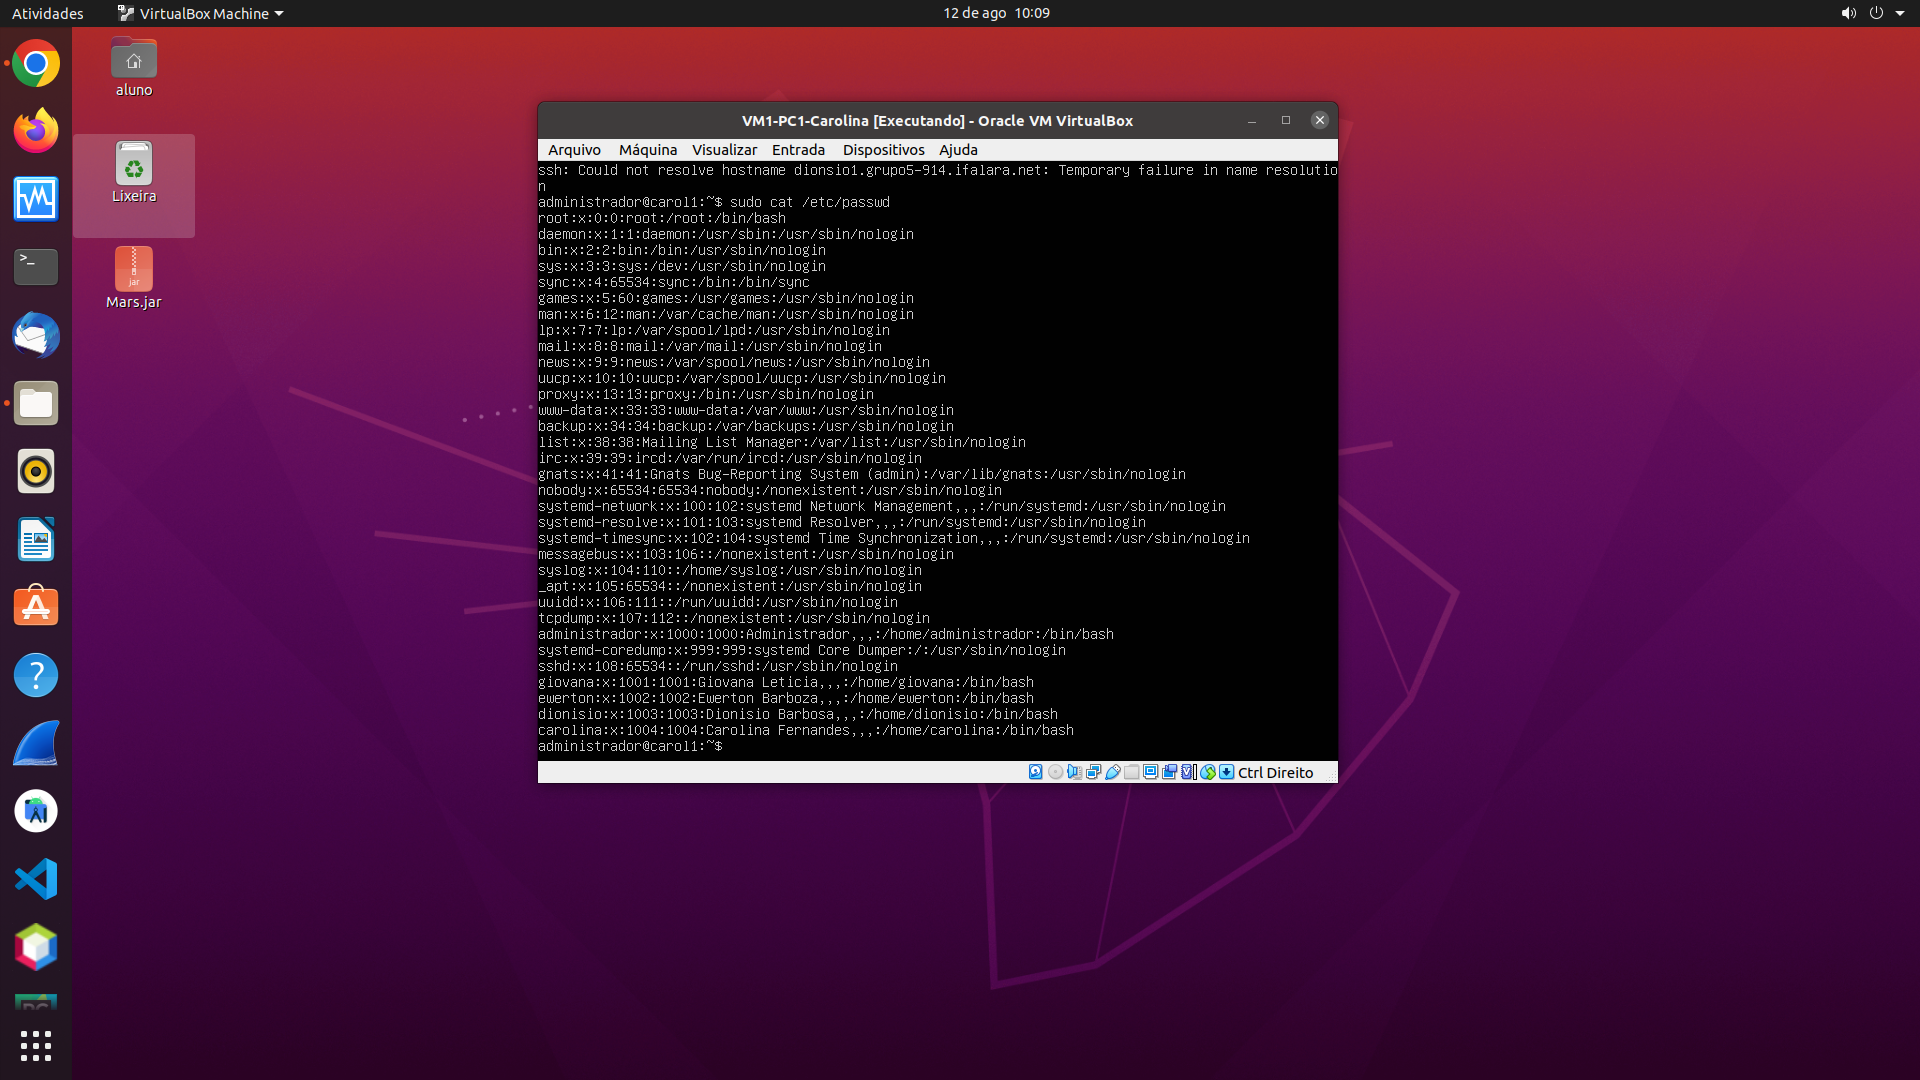 Atividades
VirtualBox Machine
12 de ago 10:09
aluno
Lixeira
jar
Mars.jar
VM1-PC1-Carolina [Executando] - Oracle VM VirtualBox
Arquivo Máquina Visualizar Entrada Dispositivos Ajuda
ssh: Could not resolve hostname dionsio1.grupo5-914.ifalara.net: Temporary failure in name resolutio
n
administrador@carol1:~$ sudo cat /etc/passwd
root:x:0:0:root:/root:/bin/bash
daemon:x:1:1:daemon:/usr/sbin:/usr/sbin/nologin
bin:x:2:2:bin:/bin:/usr/sbin/nologin
sys:x:3:3:sys:/dev:/usr/sbin/nologin
sync:x:4:65534:sync:/bin:/bin/sync
games:x:5:60:games:/usr/games:/usr/sbin/nologin
man:x:6:12:man:/var/cache/man:/usr/sbin/nologin
lp:x:7:7:lp:/var/spool/lpd:/usr/sbin/nologin
mail:x:8:8:mail:/var/mail:/usr/sbin/nologin
news:x:9:9:news:/var/spool/news:/usr/sbin/nologin
uucp:x:10:10:uucp:/var/spool/uucp:/usr/sbin/nologin
proxy:x:13:13:proxy:/bin:/usr/sbin/nologin
www-data:x:33:33:www-data:/var/www:/usr/sbin/nologin
backup:x:34:34:backup:/var/backups:/usr/sbin/nologin
list:x:38:38:Mailing List Manager:/var/list:/usr/sbin/nologin
irc:x:39:39:ircd:/var/run/ircd:/usr/sbin/nologin
gnats:x:41:41:Gnats Bug-Reporting System (admin):/var/lib/gnats:/usr/sbin/nologin
nobody:x:65534:65534:nobody:/nonexistent:/usr/sbin/nologin
systemd-network:x:100:102:systemd Network Management,,,:/run/systemd:/usr/sbin/nologin
systemd-resolve:x:101:103:systemd Resolver,,,:/run/systemd:/usr/sbin/nologin
systemd-timesync:x:102:104:systemd Time Synchronization,,,:/run/systemd:/usr/sbin/nologin
messagebus:x:103:106::/nonexistent:/usr/sbin/nologin
syslog:x:104:110::/home/syslog:/usr/sbin/nologin
_apt:x:105:65534::/nonexistent:/usr/sbin/nologin
uuidd:x:106:111::/run/uuidd:/usr/sbin/nologin
tcpdump:x:107:112::/nonexistent:/usr/sbin/nologin
administrador:x:1000:1000:Administrador,,,:/home/administrador:/bin/bash
systemd-coredump:x:999:999:systemd Core Dumper:/:/usr/sbin/nologin
sshd:x:108:65534::/run/sshd:/usr/sbin/nologin
giovana:x:1001:1001:Giovana Leticia,,,:/home/giovana:/bin/bash
ewerton:x:1002:1002:Ewerton Barboza,,,:/home/ewerton:/bin/bash
dionisio:x:1003:1003:Dionisio Barbosa,,,:/home/dionisio:/bin/bash
carolina:x:1004:1004:Carolina Fernandes,,,:/home/carolina:/bin/bash
administrador@carol1:~$
Ctrl Direito